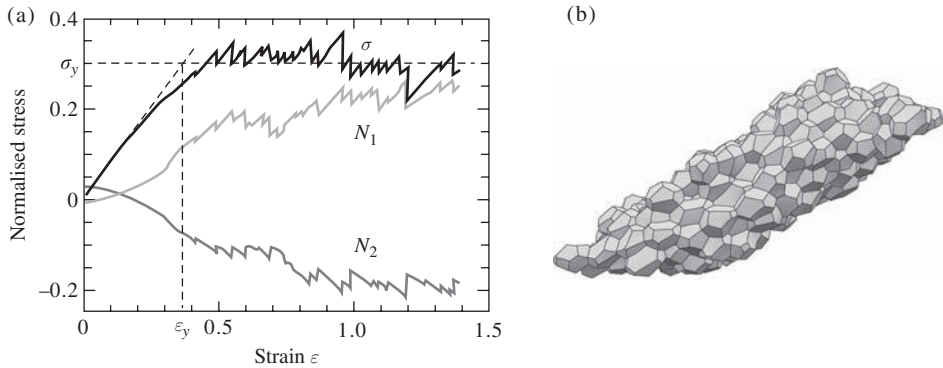 (a)
(b)
0.4
σy
0.2
0
−0.2
Normalised stress
σ
N1
N2
0
εy
0.5
1.0
1.5
Strain ε